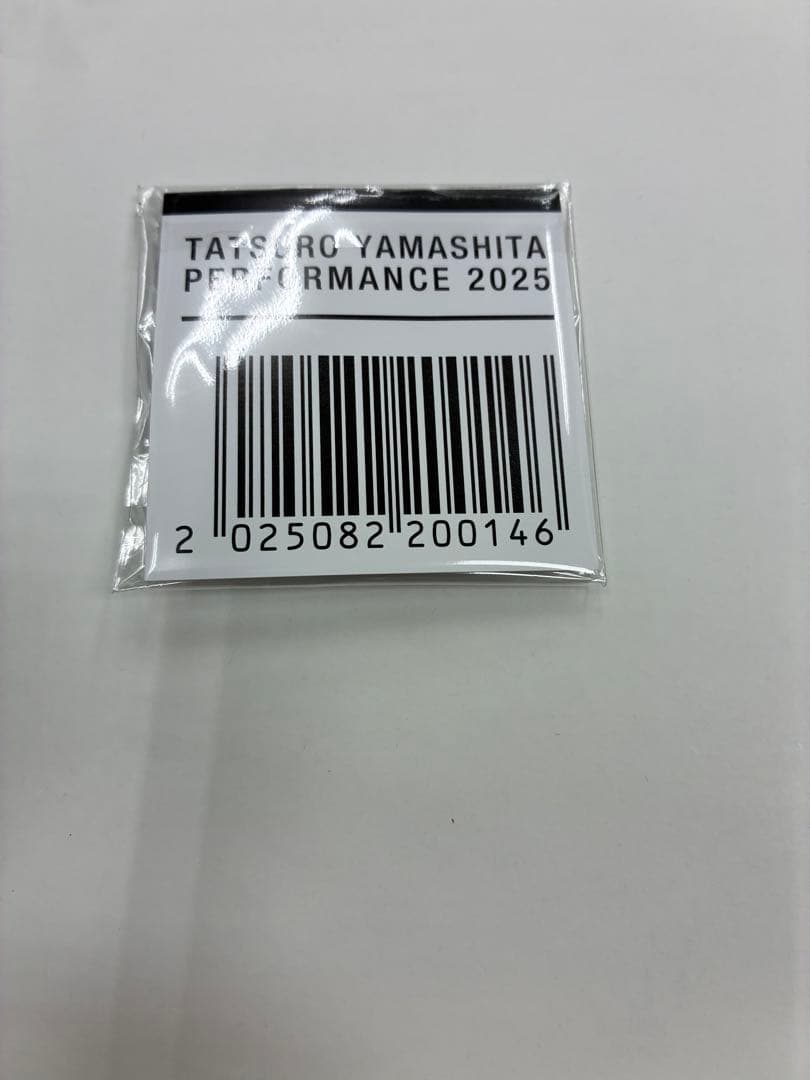 TATSURO YAMASHITA
PERFORMANCE 2025
2 025082 200146